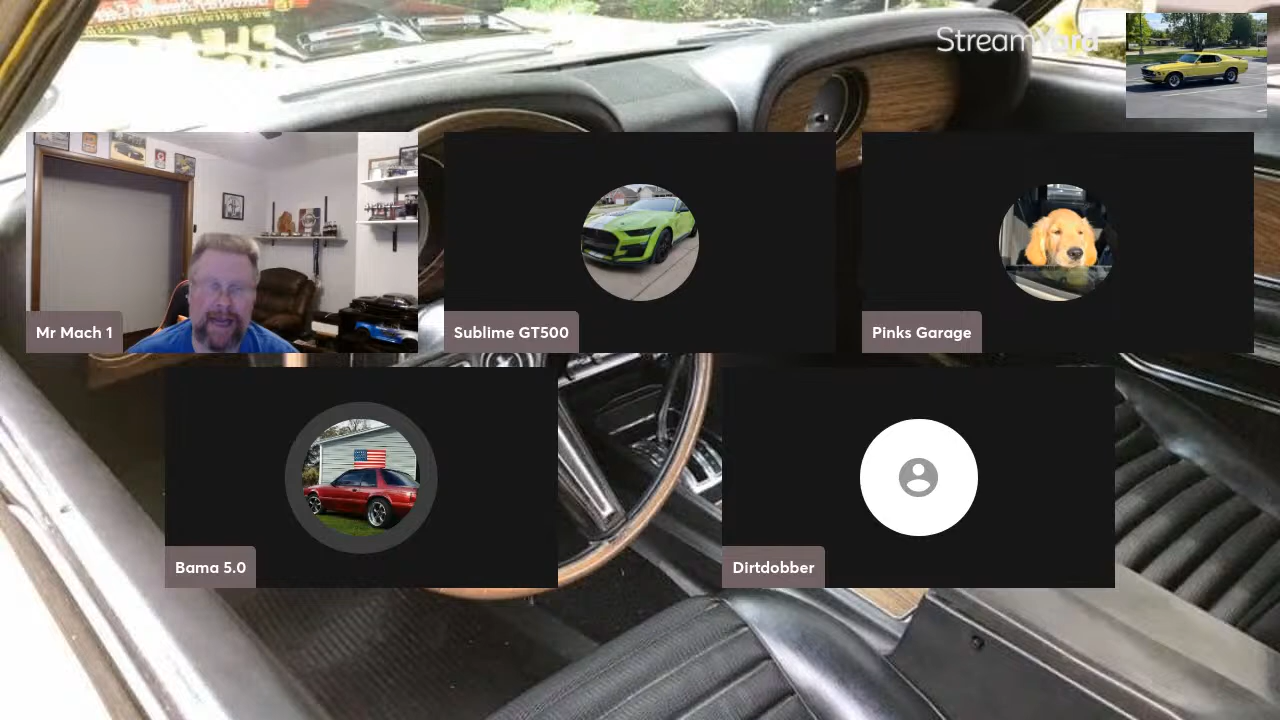 StreamYard
Mr Mach 1
Sublime GT500
Pinks Garage
Bama 5.0
Dirtdobber